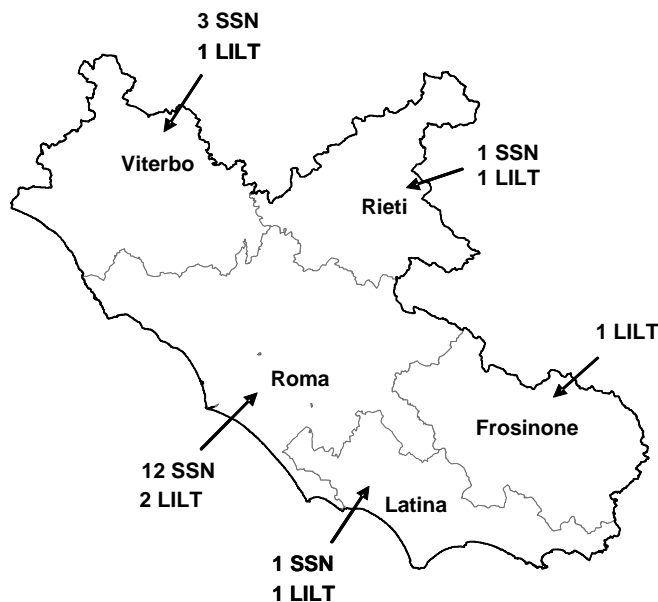 3 SSN
1 LILT
Viterbo
1 SSN
1 LILT
Rieti
1 LILT
Roma
Frosinone
12 SSN
2 LILT
Latina
1 SSN
1 LILT